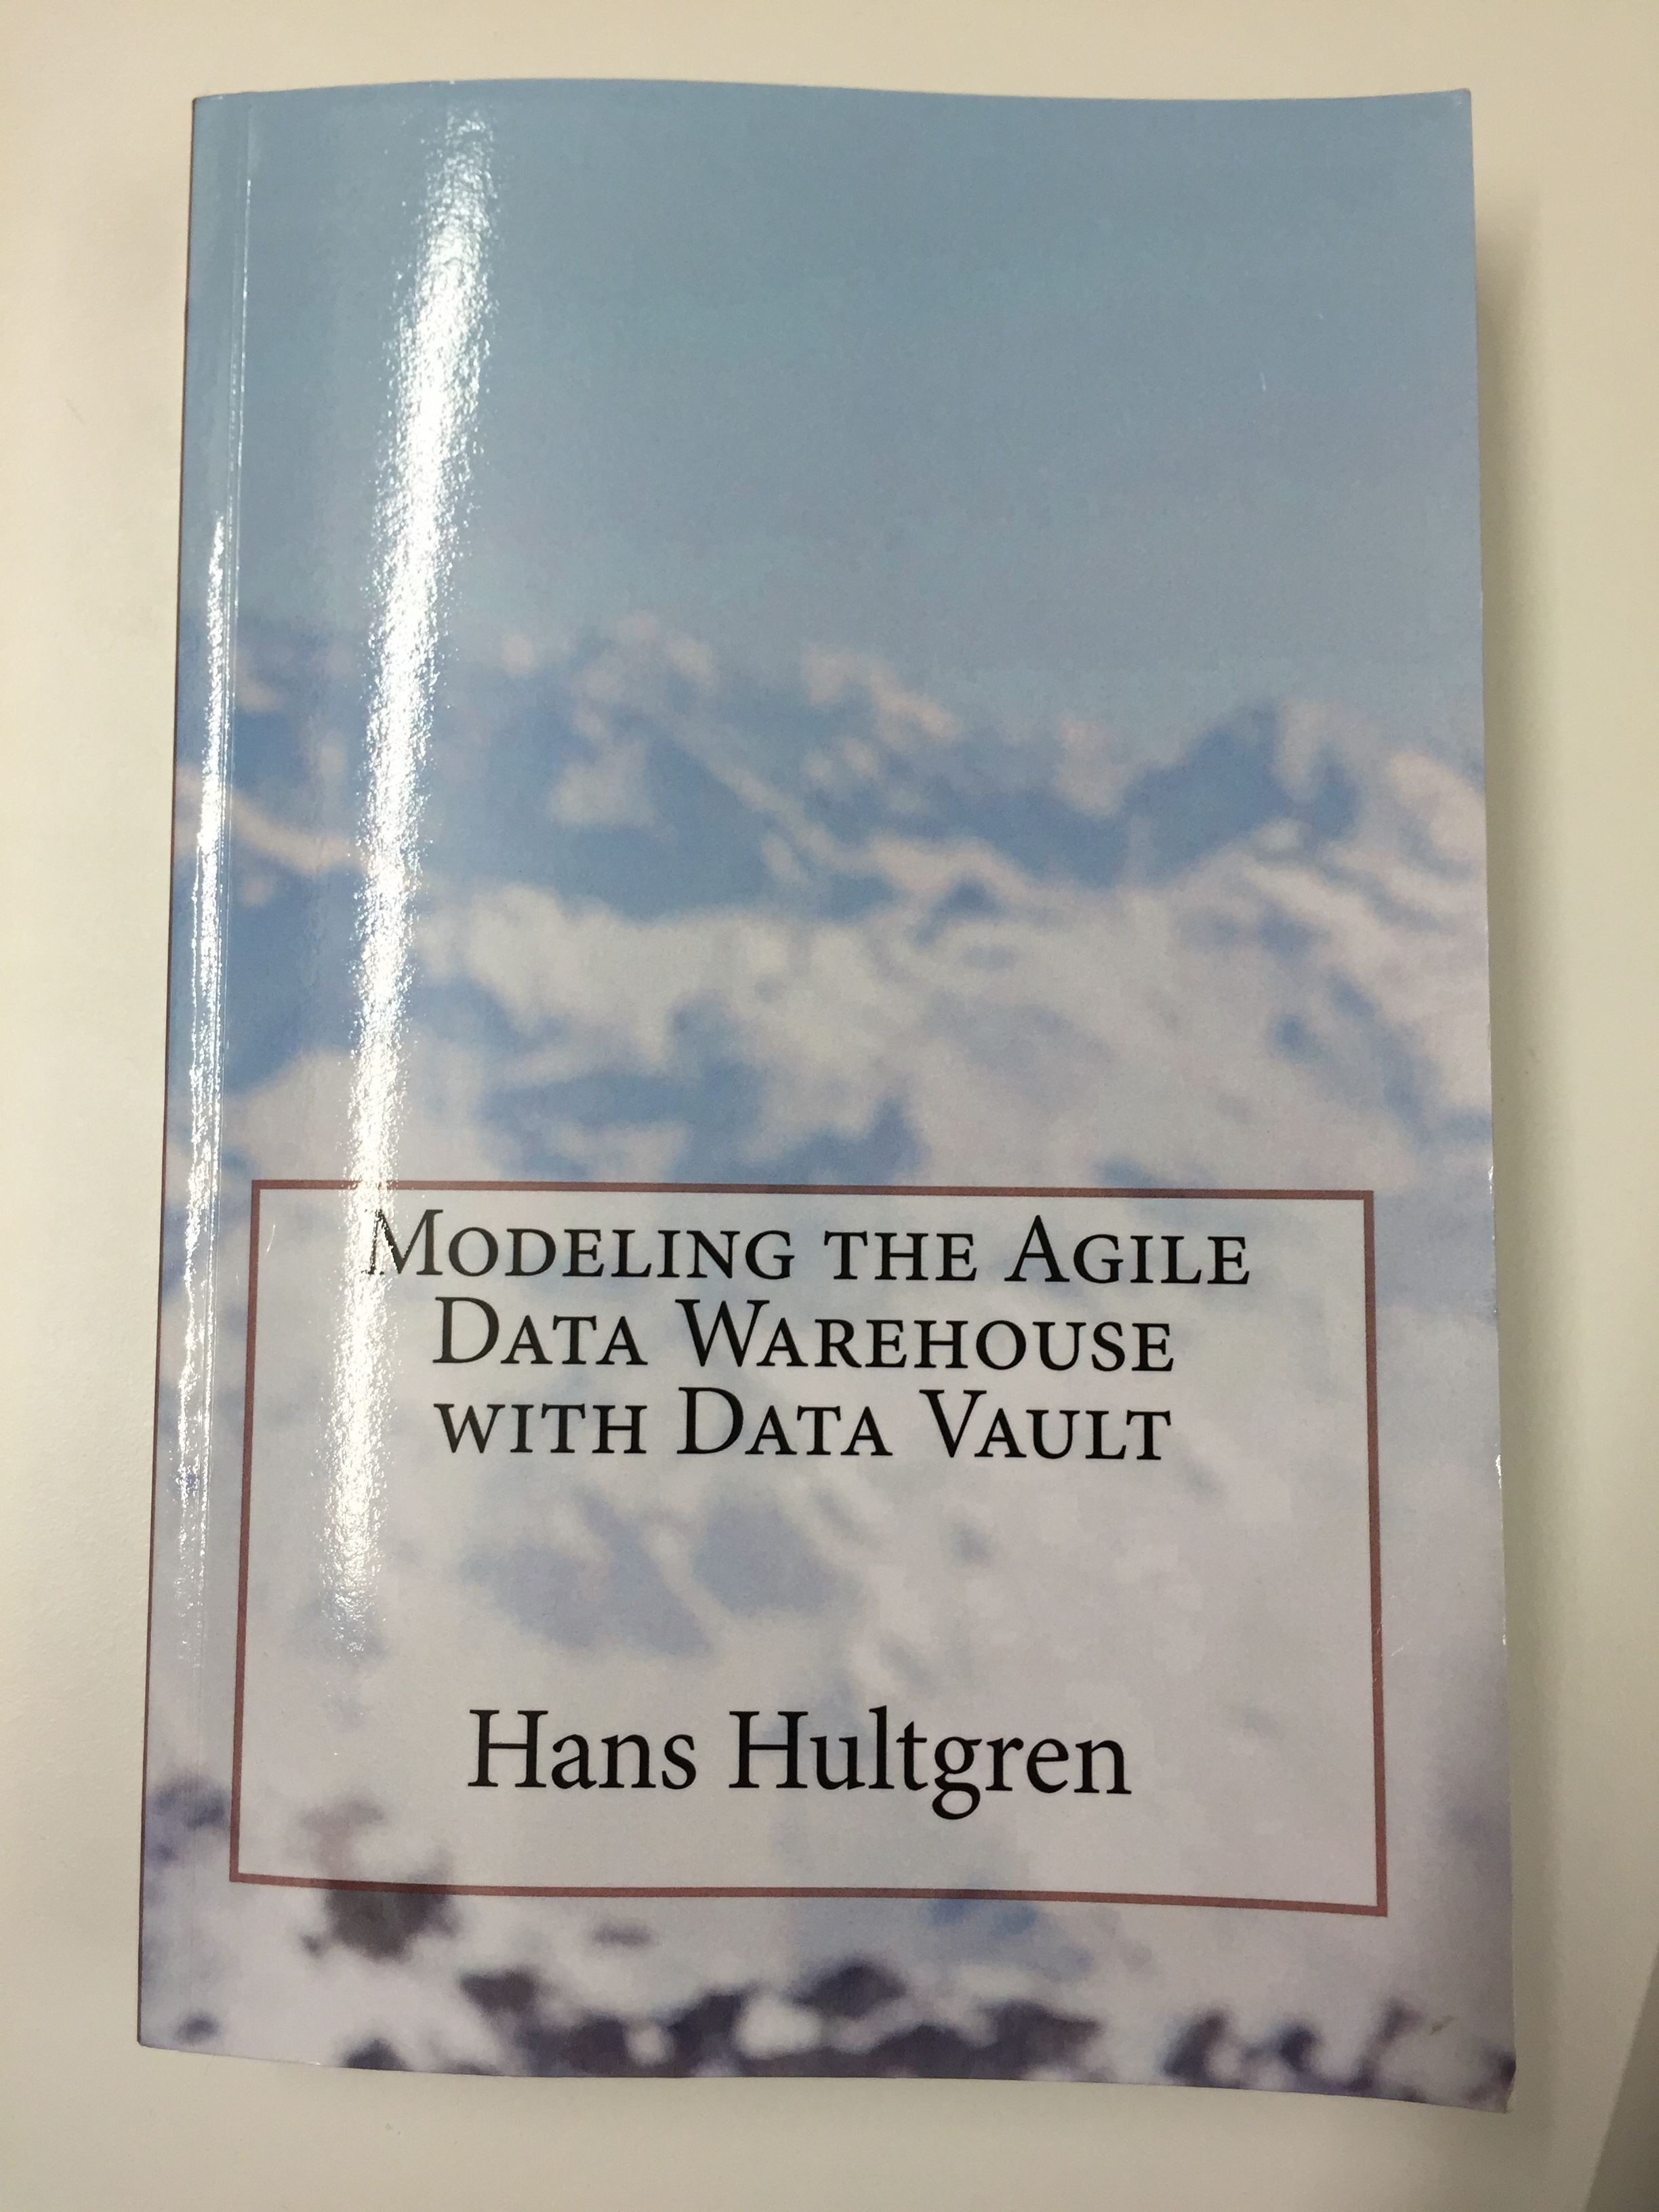 Modeling the Agile
Data Warehouse
with Data Vault
Hans Hultgren